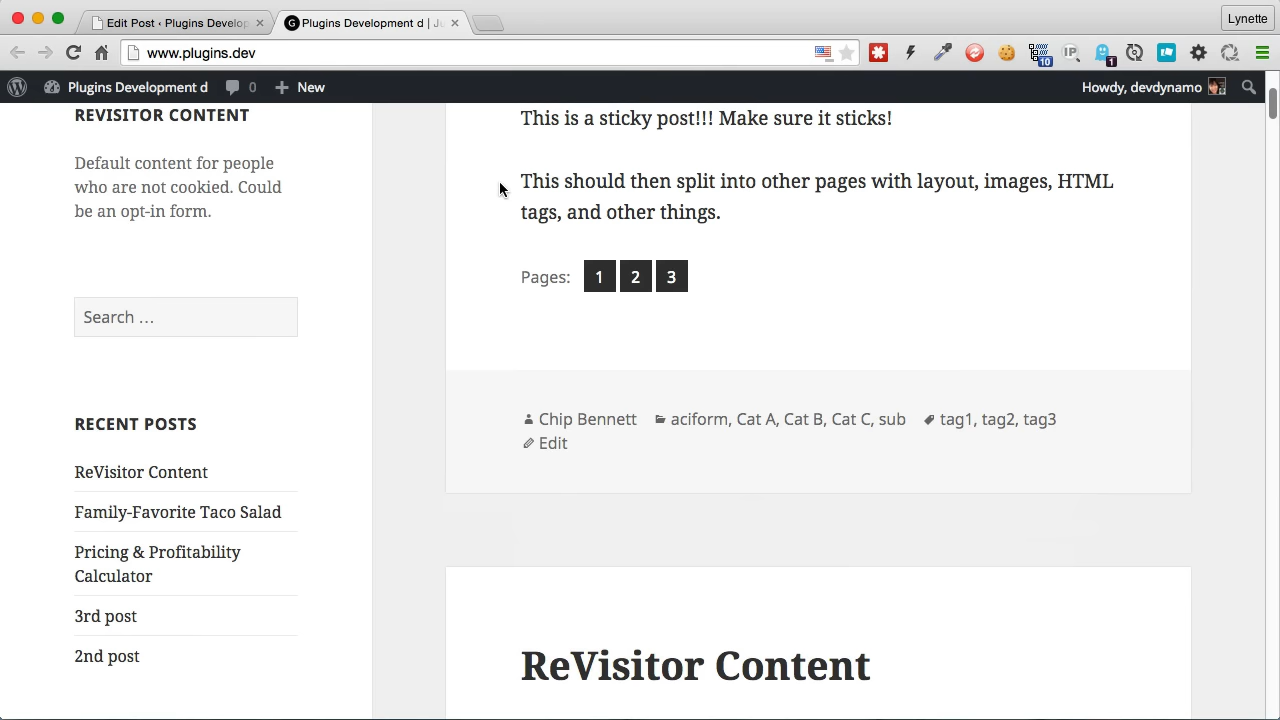 Edit Post ‹ Plugins Develop
Plugins Development d | Ju
Lynette
www.plugins.dev
10
IP
1
Plugins Development d
0
New
Howdy, devdynamo
REVISITOR CONTENT
Default content for people
who are not cookied. Could
be an opt-in form.
Search …
RECENT POSTS
ReVisitor Content
Family-Favorite Taco Salad
Pricing & Profitability
Calculator
3rd post
2nd post
This is a sticky post!!! Make sure it sticks!
This should then split into other pages with layout, images, HTML
tags, and other things.
Pages: 1 2 3
Chip Bennett aciform, Cat A, Cat B, Cat C, sub tag1, tag2, tag3
Edit
ReVisitor Content